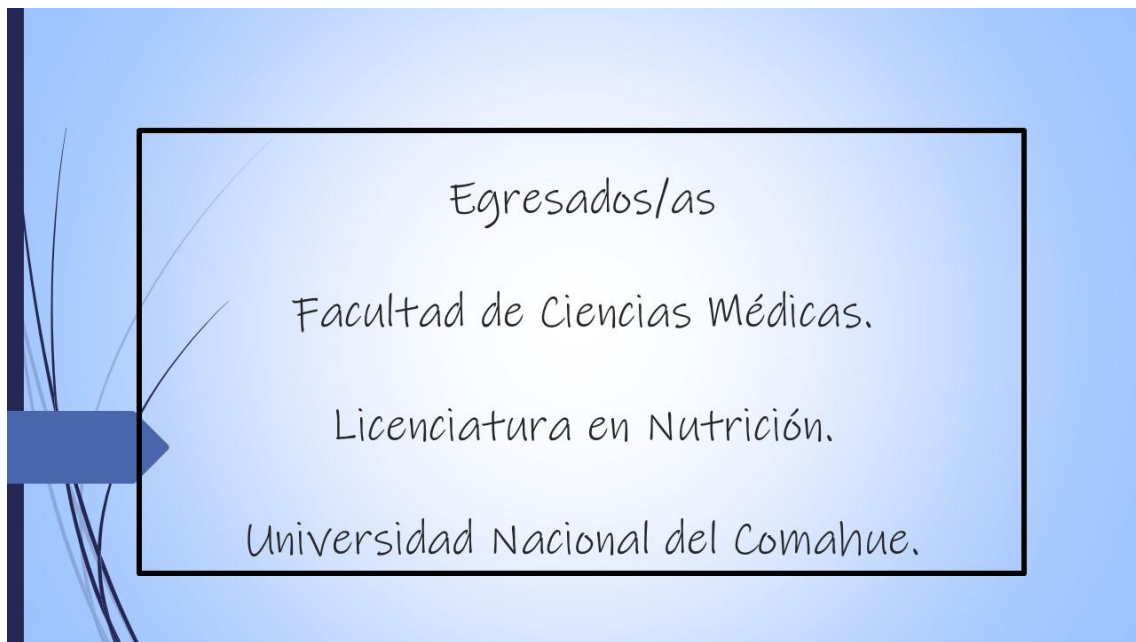 Egresados/as
Facultad de Ciencias Médicas.
Licenciatura en Nutrición.
Universidad Nacional del Comahue.